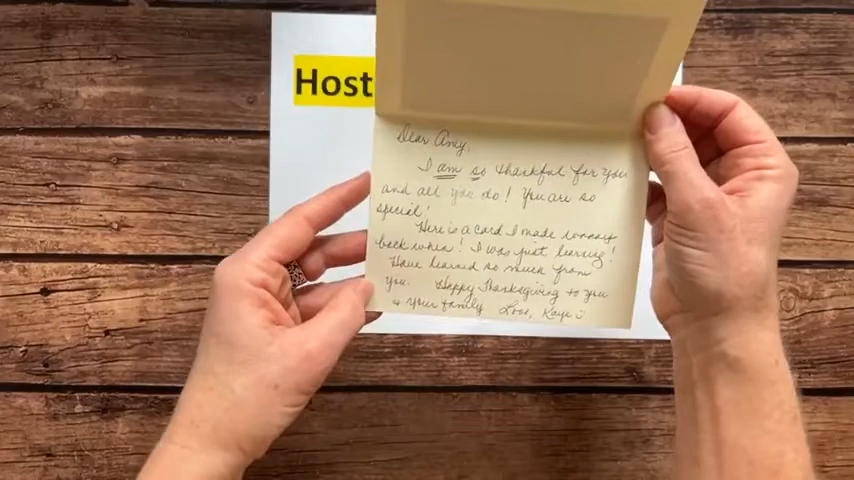 Host
Dear Amy,
I am so thankful for you
and all you do! You are so
special!
Here is a card I made
back when! I was just learning!
Have learned so much from
you. Happy Thanksgiving to you
+ your family, Love, Kaye